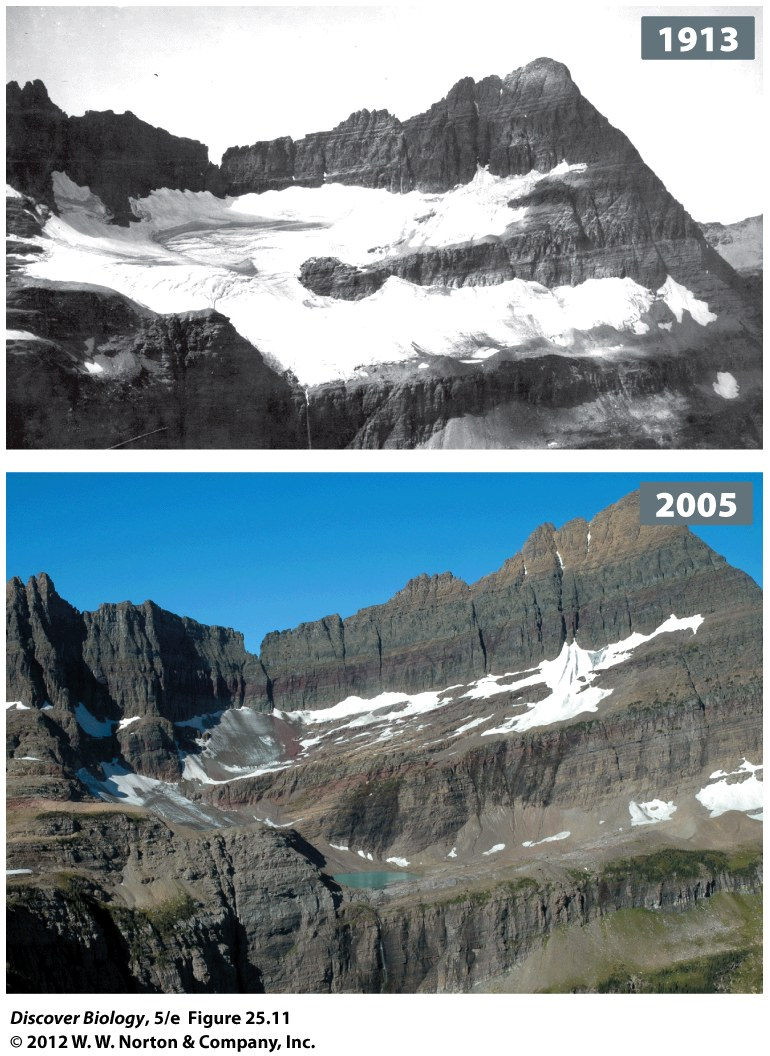 1913
2005
Discover Biology, 5/e Figure 25.11
© 2012 W. W. Norton & Company, Inc.